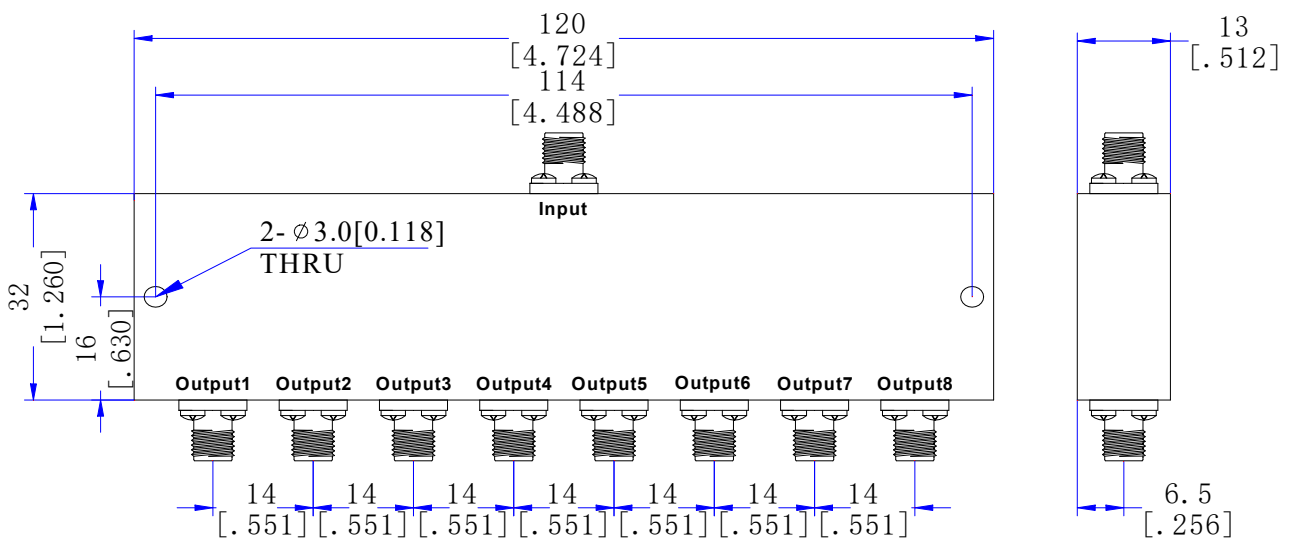 120
[4.724]
13
[.512]
114
[4.488]
Input
2-⌀3.0[0.118]
THRU
32
[1.260]
16
[.630]
Output1 Output2 Output3 Output4 Output5 Output6 Output7 Output8
14 14 14 14 14 14 14
[.551] [.551] [.551] [.551] [.551] [.551] [.551]
6.5
[.256]